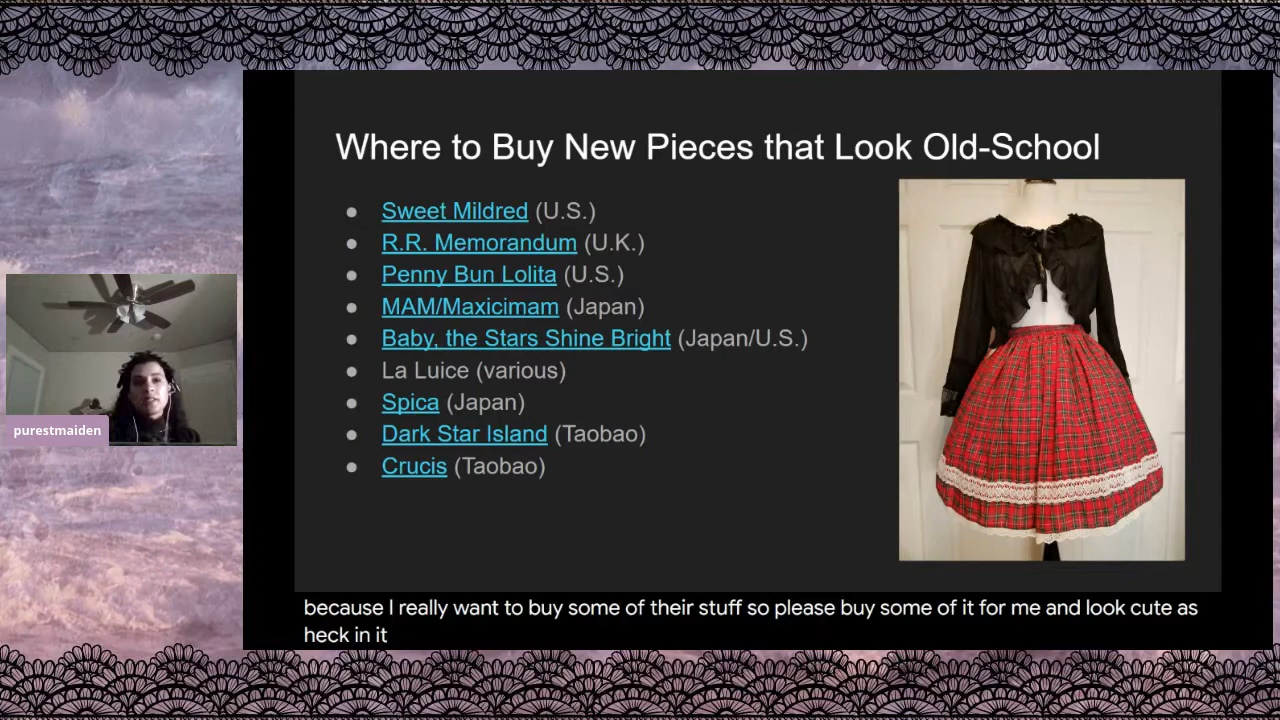 Where to Buy New Pieces that Look Old-School
● Sweet Mildred (U.S.)
● R.R. Memorandum (U.K.)
● Penny Bun Lolita (U.S.)
● MAM/Maxicimam (Japan)
● Baby, the Stars Shine Bright (Japan/U.S.)
● La Luice (various)
● Spica (Japan)
● Dark Star Island (Taobao)
● Crucis (Taobao)
purestmaiden
because I really want to buy some of their stuff so please buy some of it for me and look cute as
heck in it